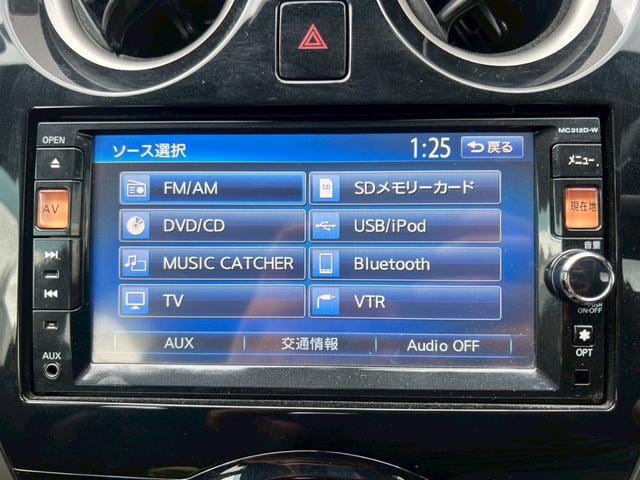 MC312D-W
OPEN
ソース選択
1:25
戻る
メニュー
AV
FM/AM
SDメモリーカード
SD
現在地
DVD/CD
USB/iPod
音量
MUSIC CATCHER
Bluetooth
TV
VTR
PUSH
ON・OFF
AUX
交通情報
Audio OFF
AUX
OPT